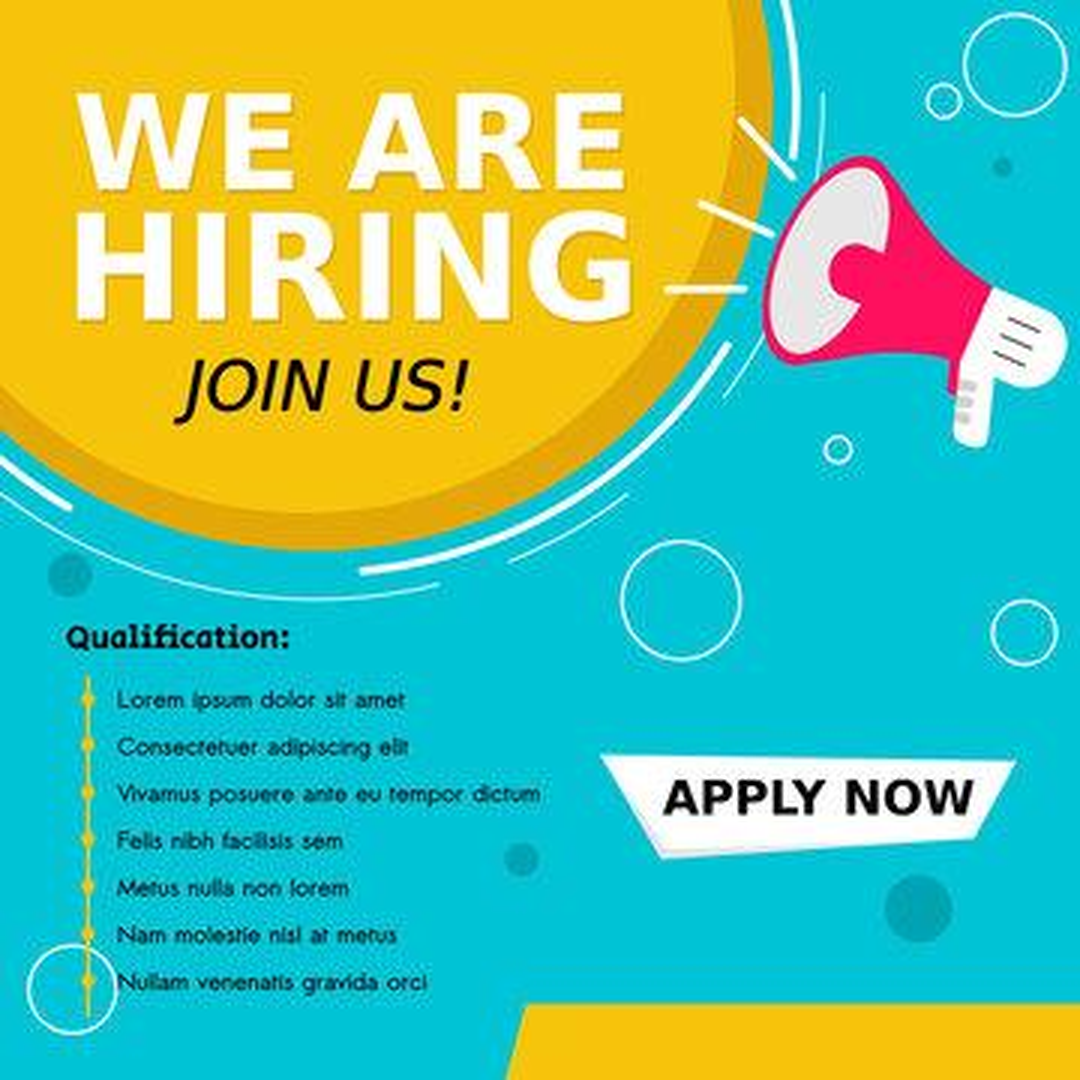 WE ARE
HIRING
JOIN US!
Qualification:
Lorem ipsum dolor sit amet
Consectetuer adipiscing elit
Vivamus posuere ante eu tempor dictum
Felis nibh facilisis sem
Metus nulla non lorem
Nam molestie nisl at metus
Nullam venenatis gravida orci
APPLY NOW